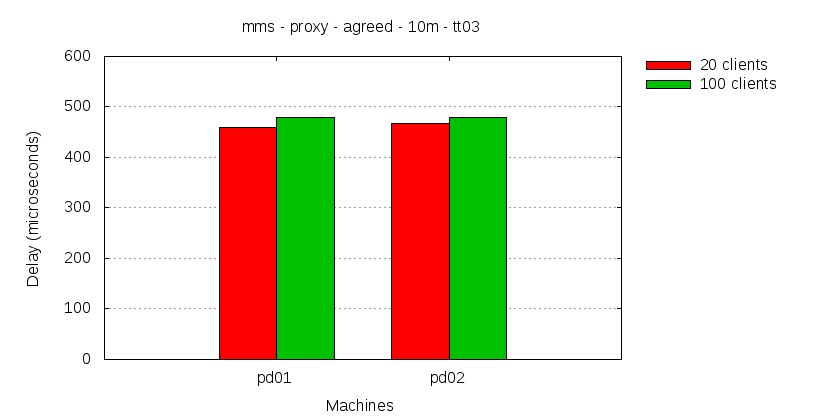 mms - proxy - agreed - 10m - tt03
20 clients
100 clients
Delay (microseconds)
600
500
400
300
200
100
0
pd01
pd02
Machines